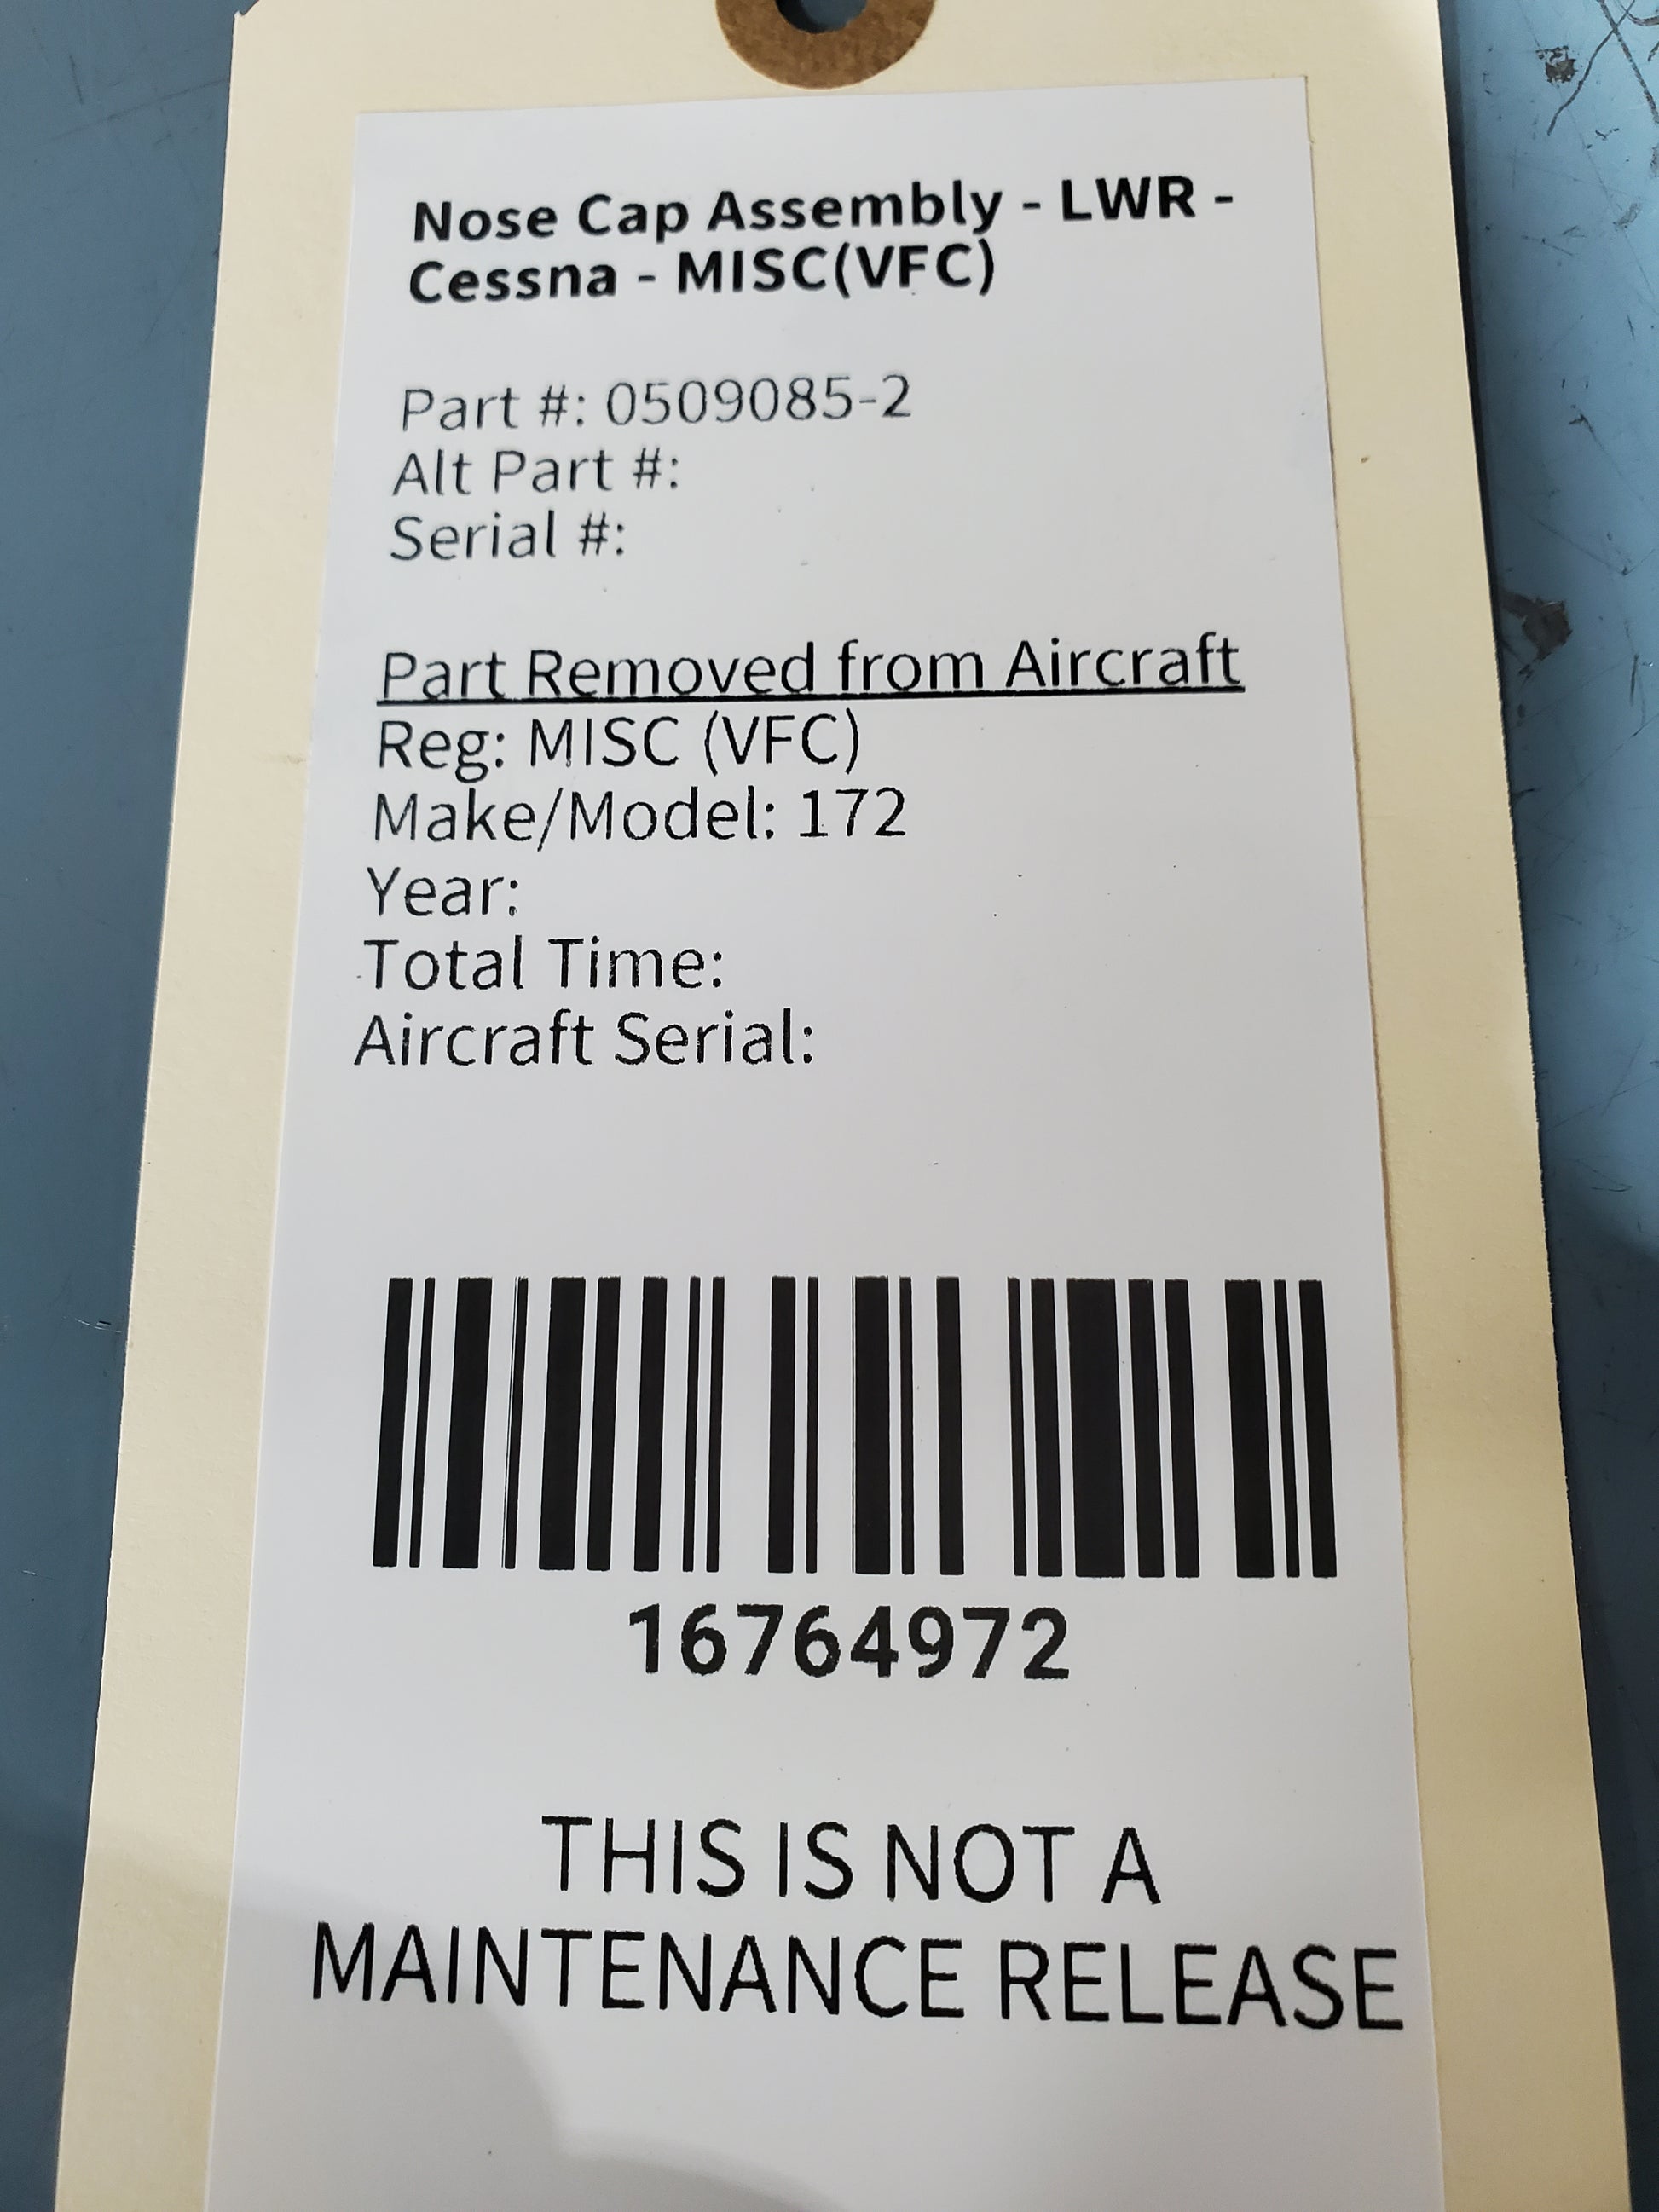 Nose Cap Assembly - LWR -
Cessna - MISC(VFC)
Part #: 0509085-2
Alt Part #:
Serial #:
Part Removed from Aircraft
Reg: MISC (VFC)
Make/Model: 172
Year:
Total Time:
Aircraft Serial:
16764972
THIS IS NOT A
MAINTENANCE RELEASE